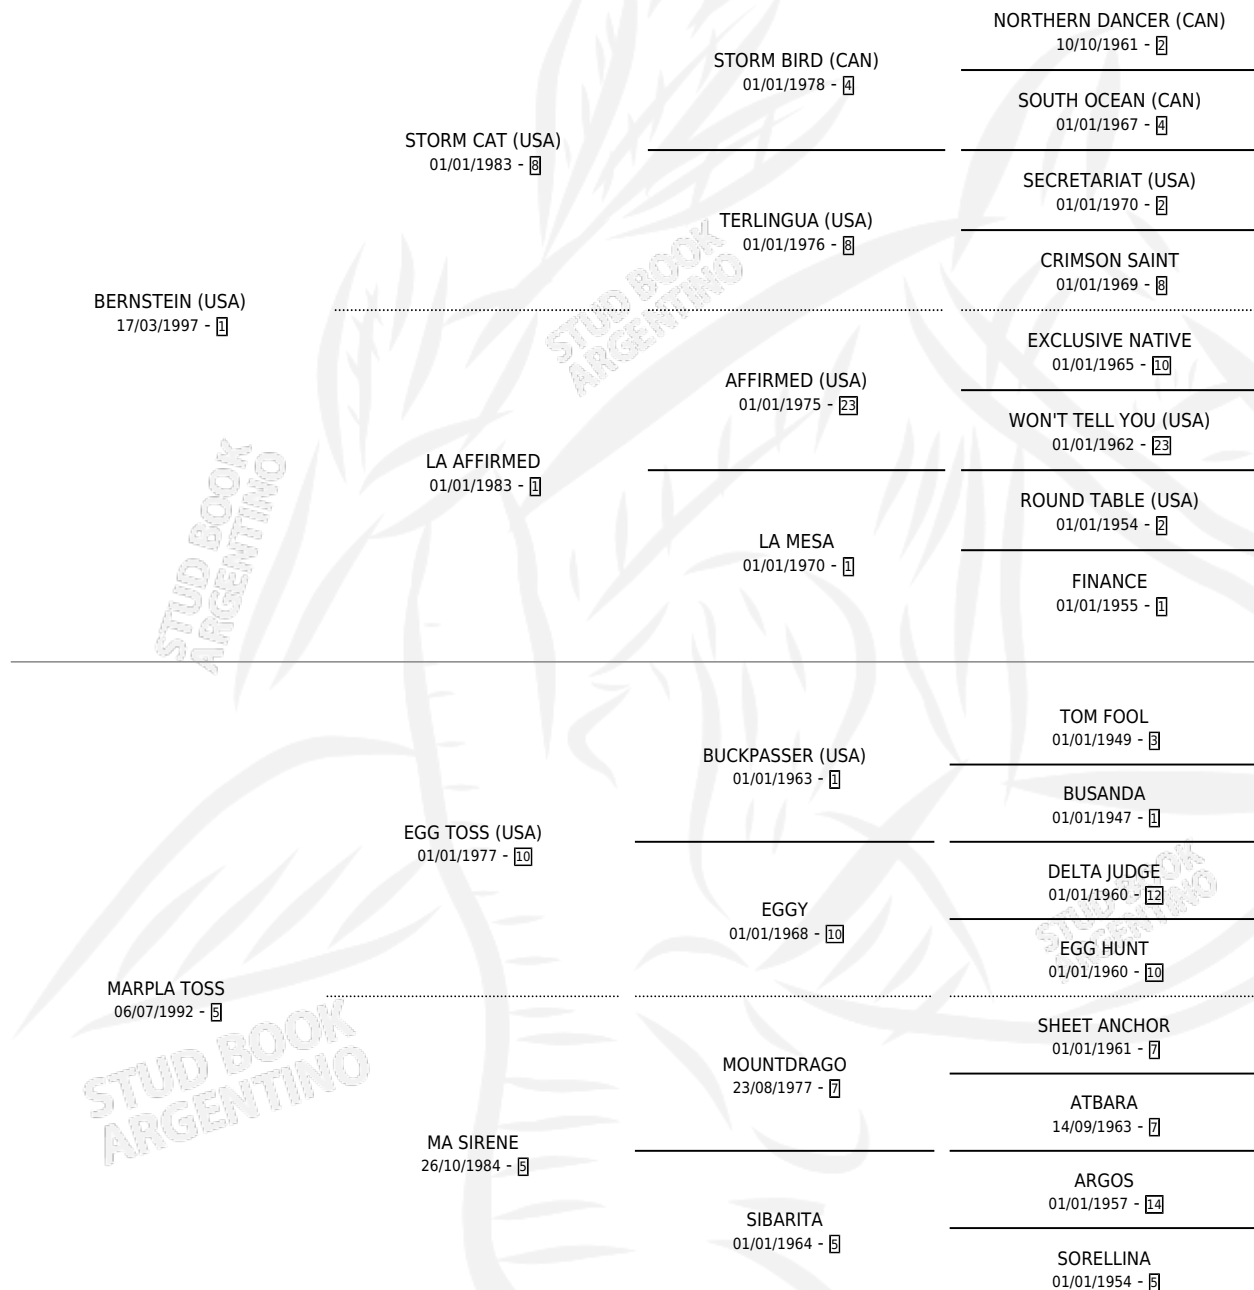 NORTHERN DANCER (CAN)
10/10/1961 - 2
STORM BIRD (CAN)
01/01/1978 - 4
SOUTH OCEAN (CAN)
01/01/1967 - 4
STORM CAT (USA)
01/01/1983 - 8
SECRETARIAT (USA)
01/01/1970 - 2
TERLINGUA (USA)
01/01/1976 - 8
CRIMSON SAINT
01/01/1969 - 8
BERNSTEIN (USA)
17/03/1997 - 1
EXCLUSIVE NATIVE
01/01/1965 - 10
AFFIRMED (USA)
01/01/1975 - 23
WON'T TELL YOU (USA)
01/01/1962 - 23
LA AFFIRMED
01/01/1983 - 1
ROUND TABLE (USA)
01/01/1954 - 2
LA MESA
01/01/1970 - 1
FINANCE
01/01/1955 - 1
TOM FOOL
01/01/1949 - 3
BUCKPASSER (USA)
01/01/1963 - 1
BUSANDA
01/01/1947 - 1
EGG TOSS (USA)
01/01/1977 - 10
DELTA JUDGE
01/01/1960 - 12
EGGY
01/01/1968 - 10
EGG HUNT
01/01/1960 - 10
MARPLA TOSS
06/07/1992 - 5
SHEET ANCHOR
01/01/1961 - 7
MOUNTDRAGO
23/08/1977 - 7
ATBARA
14/09/1963 - 7
MA SIRENE
26/10/1984 - 5
ARGOS
01/01/1957 - 14
SIBARITA
01/01/1964 - 5
SORELLINA
01/01/1954 - 5
STUD BOOK
ARGENTINO
STUD BOOK
ARGENTINO
STUD BOOK
ARGENTINO
STUD BOOK
ARGENTINO